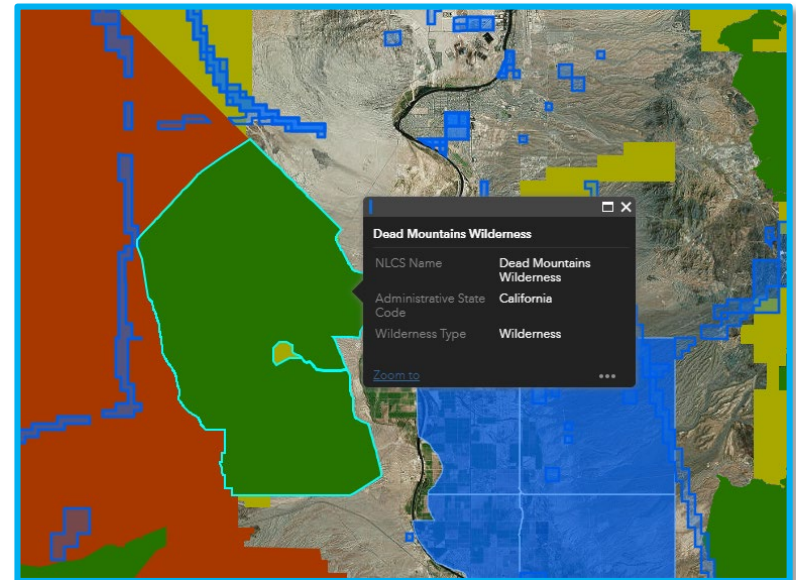 Dead Mountains Wilderness
NLCS Name Dead Mountains
Wilderness
Administrative State California
Code
Wilderness Type Wilderness
Zoom to